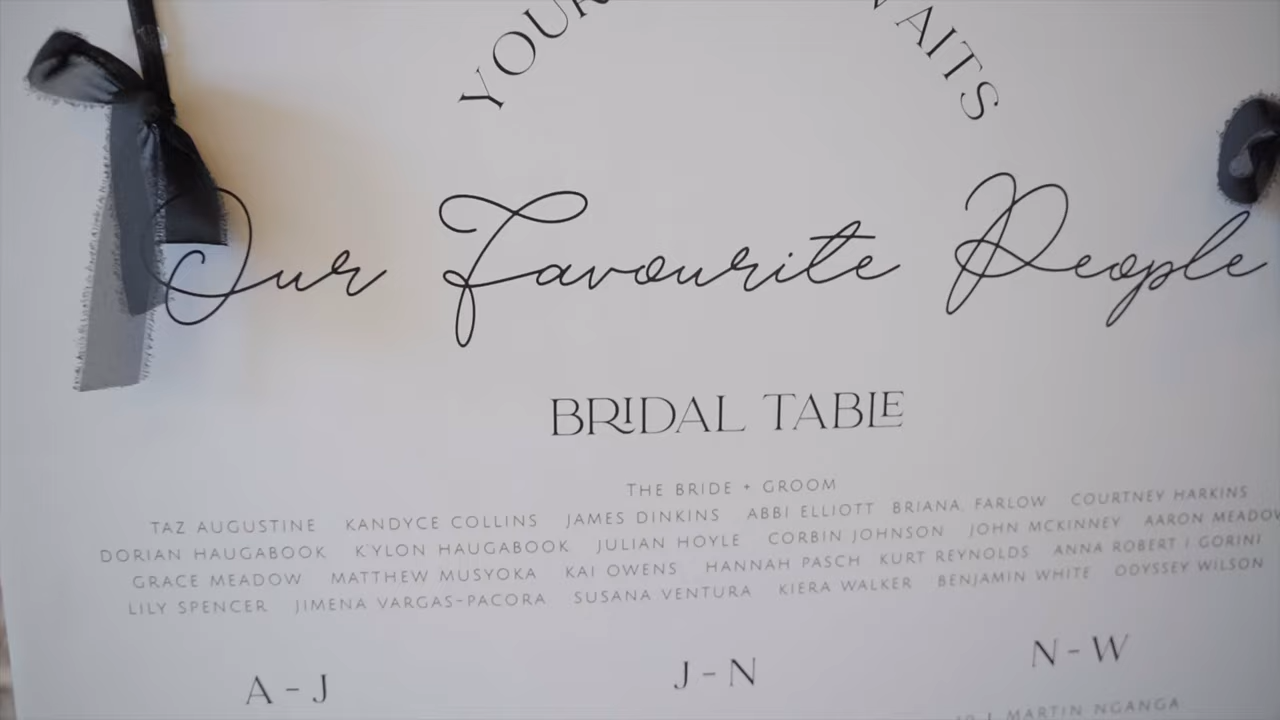 YOUR
AITS
Our Favourite People
BRIDAL TABLE
THE BRIDE + GROOM
TAZ AUGUSTINE KANDYCE COLLINS JAMES DINKINS ABBI ELLIOTT BRIANA FARLOW COURTNEY HARKINS
DORIAN HAUGABOOK K'YLON HAUGABOOK JULIAN HOYLE CORBIN JOHNSON JOHN MCKINNEY AARON
GRACE MEADOW MATTHEW MUSYOKA KAI OWENS HANNAH PASCH KURT REYNOLDS ANNA ROBERT I GORINI
LILY SPENCER JIMENA VARGAS-PACORA SUSANA VENTURA KIERA WALKER BENJAMIN WHITE ODYSSEY WILSON
A - J J - N N - W
MARTIN NGANGA